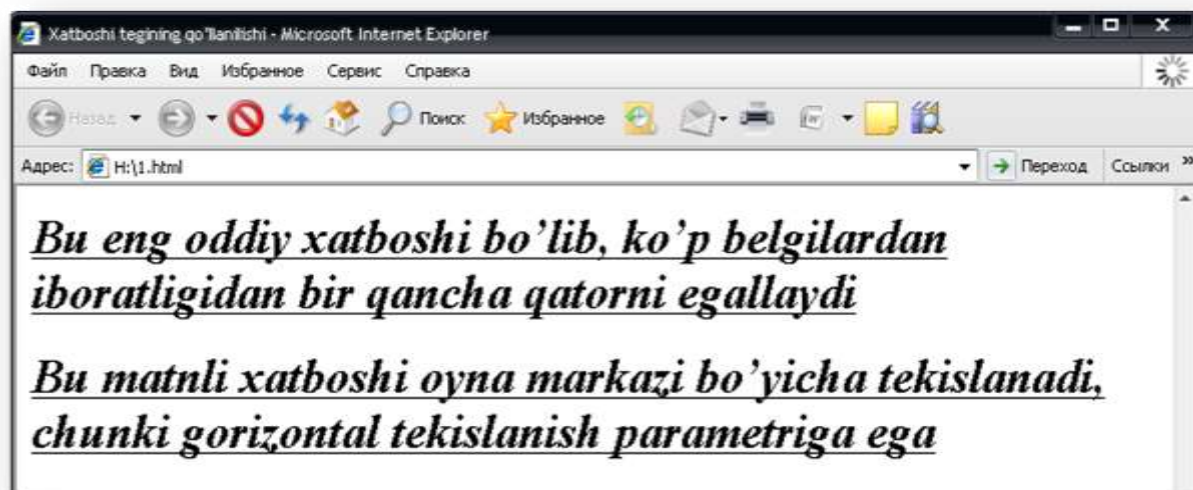 Xatboshi tegining qo'llanilishi - Microsoft Internet Explorer
Файл Правка Вид Избранное Сервис Справка
Назад Поиск Избранное
Адрес: H:\1.html Переход Ссылки »
Bu eng oddiy xatboshi bo’lib, ko’p belgilardan
iboratligidan bir qancha qatorni egallaydi
Bu matnli xatboshi oyna markazi bo’yicha tekislanadi,
chunki gorizontal tekislanish parametriga ega